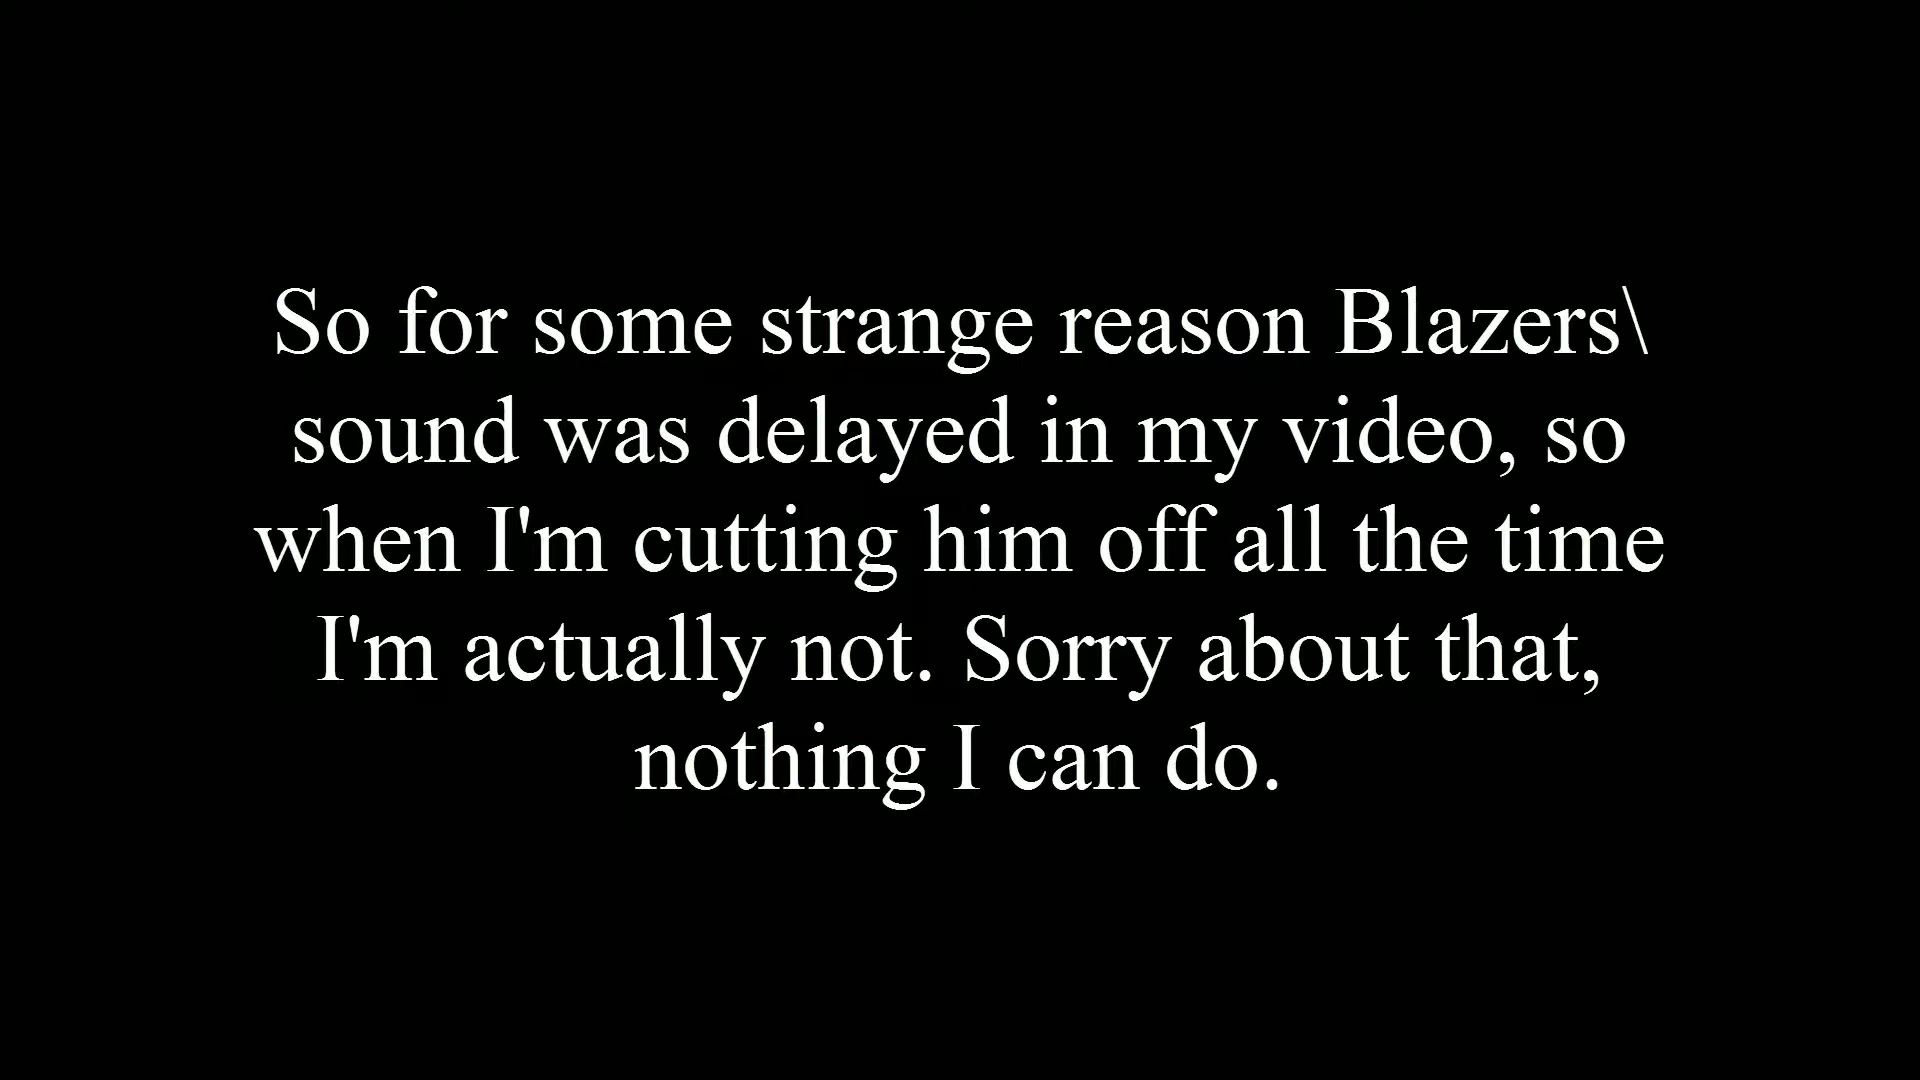 So for some strange reason Blazers\
sound was delayed in my video, so
when I'm cutting him off all the time
I'm actually not. Sorry about that,
nothing I can do.